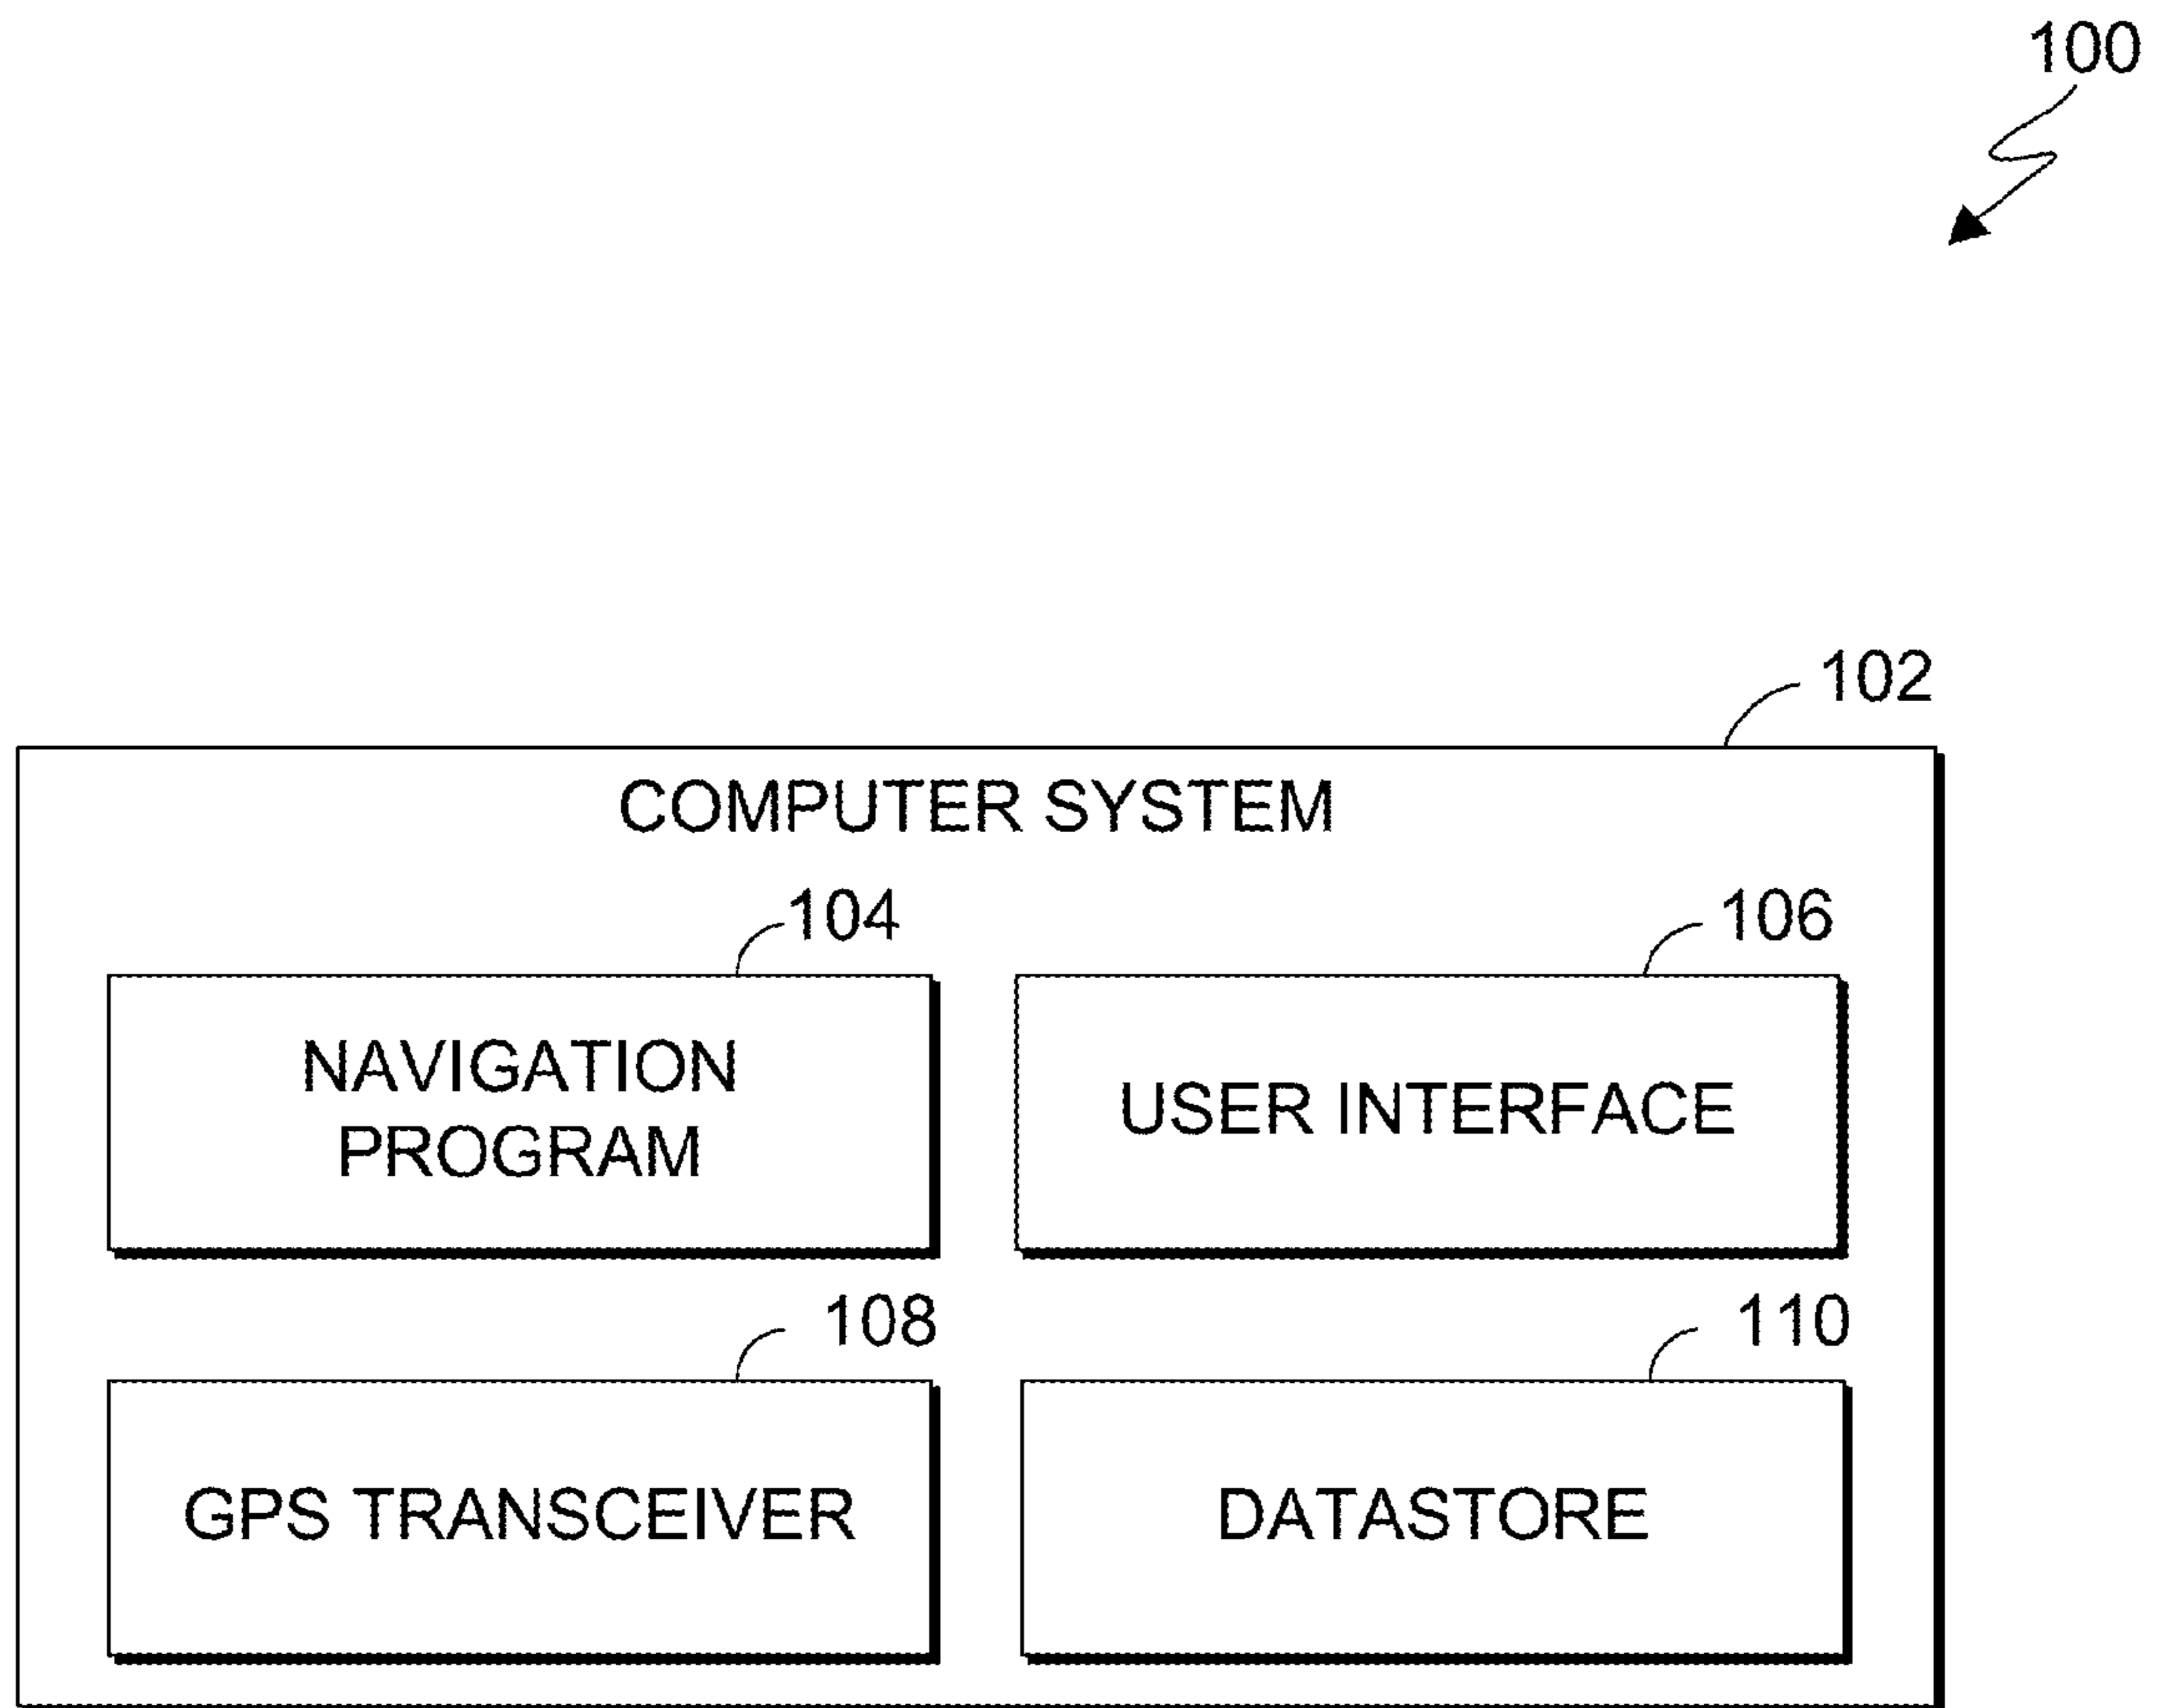 100
102
COMPUTER SYSTEM
104
106
NAVIGATION
PROGRAM
USER INTERFACE
108
110
GPS TRANSCEIVER
DATASTORE